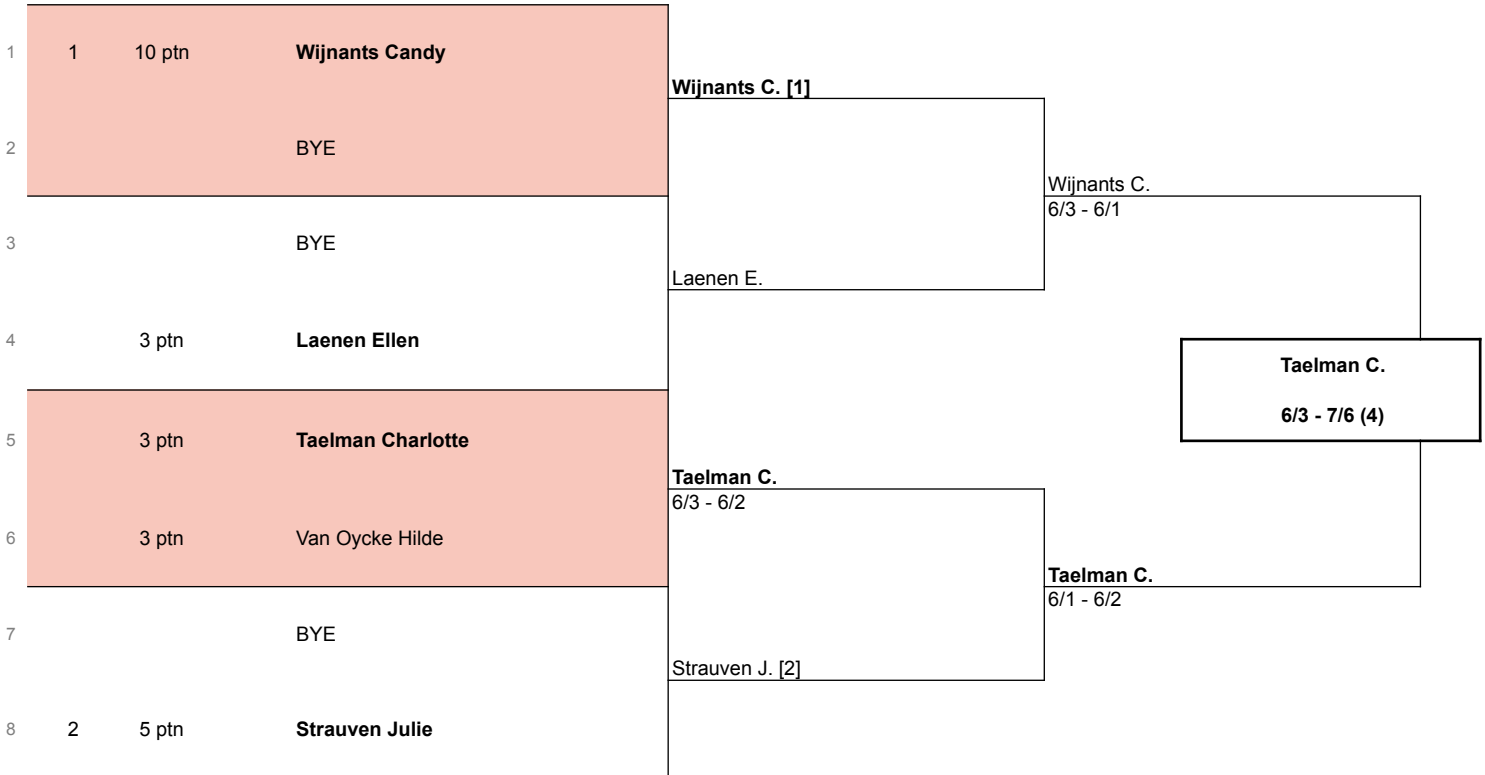 1 1 10 ptn Wijnants Candy
Wijnants C. [1]
2 BYE
Wijnants C.
6/3 - 6/1
3 BYE
Laenen E.
4 3 ptn Laenen Ellen
Taelman C.
6/3 - 7/6 (4)
5 3 ptn Taelman Charlotte
Taelman C.
6/3 - 6/2
6 3 ptn Van Oycke Hilde
Taelman C.
6/1 - 6/2
7 BYE
Strauven J. [2]
8 2 5 ptn Strauven Julie